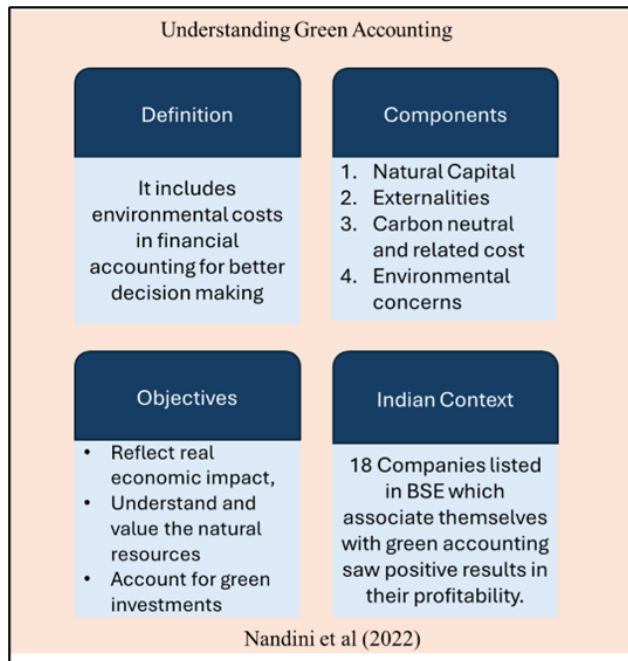 Understanding Green Accounting
Definition
It includes
environmental costs
in financial
accounting for better
decision making
Components
1. Natural Capital
2. Externalities
3. Carbon neutral
and related cost
4. Environmental
concerns
Objectives
• Reflect real
economic impact,
• Understand and
value the natural
resources
• Account for green
investments
Indian Context
18 Companies listed
in BSE which
associate themselves
with green accounting
saw positive results in
their profitability.
Nandini et al (2022)